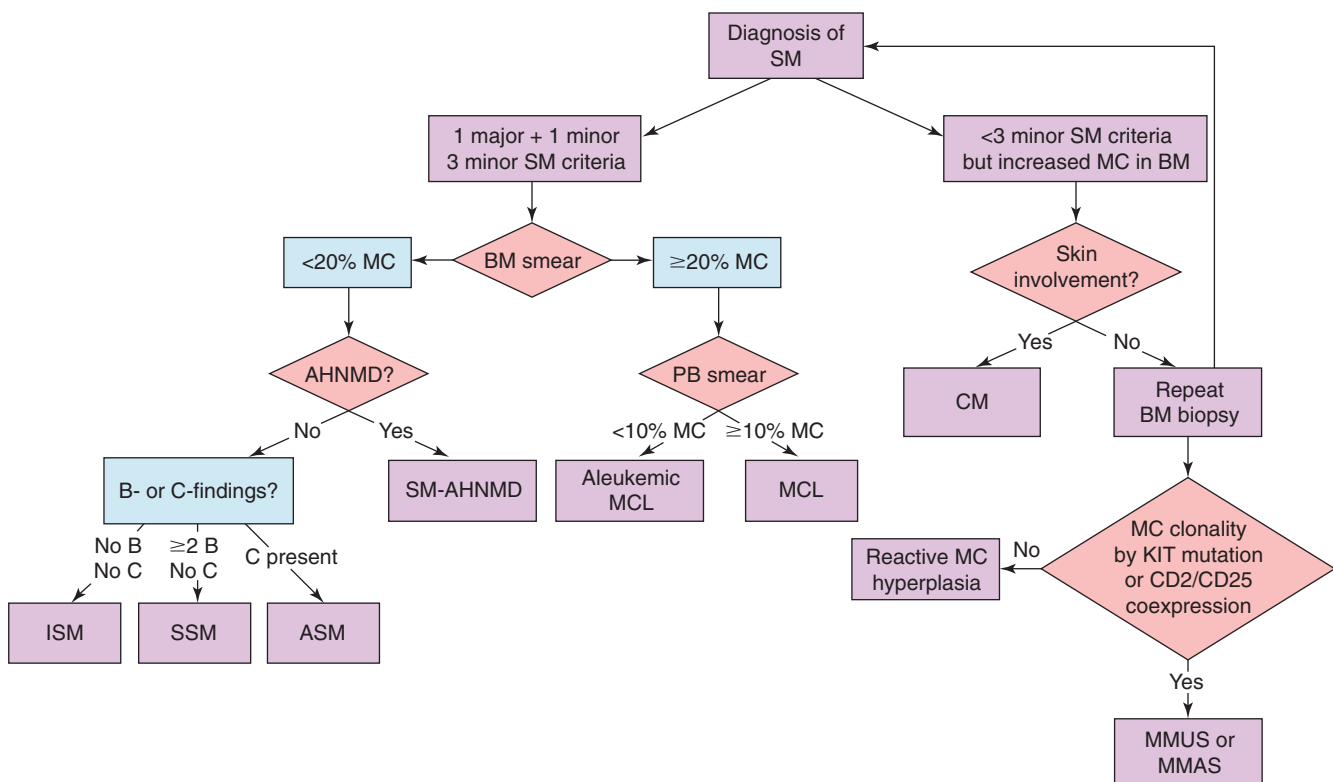 Diagnosis of
SM
1 major + 1 minor
3 minor SM criteria
<3 minor SM criteria
but increased MC in BM
<20% MC
BM smear
≥20% MC
Skin
involvement?
AHNMD?
PB smear
Yes
No
CM
Repeat
BM biopsy
No
Yes
<10% MC
≥10% MC
B- or C-findings?
SM-AHNMD
Aleukemic
MCL
MCL
No B
No C
≥2 B
No C
C present
ISM
SSM
ASM
Reactive MC
hyperplasia
No
MC clonality
by KIT mutation
or CD2/CD25
coexpression
Yes
MMUS or
MMAS